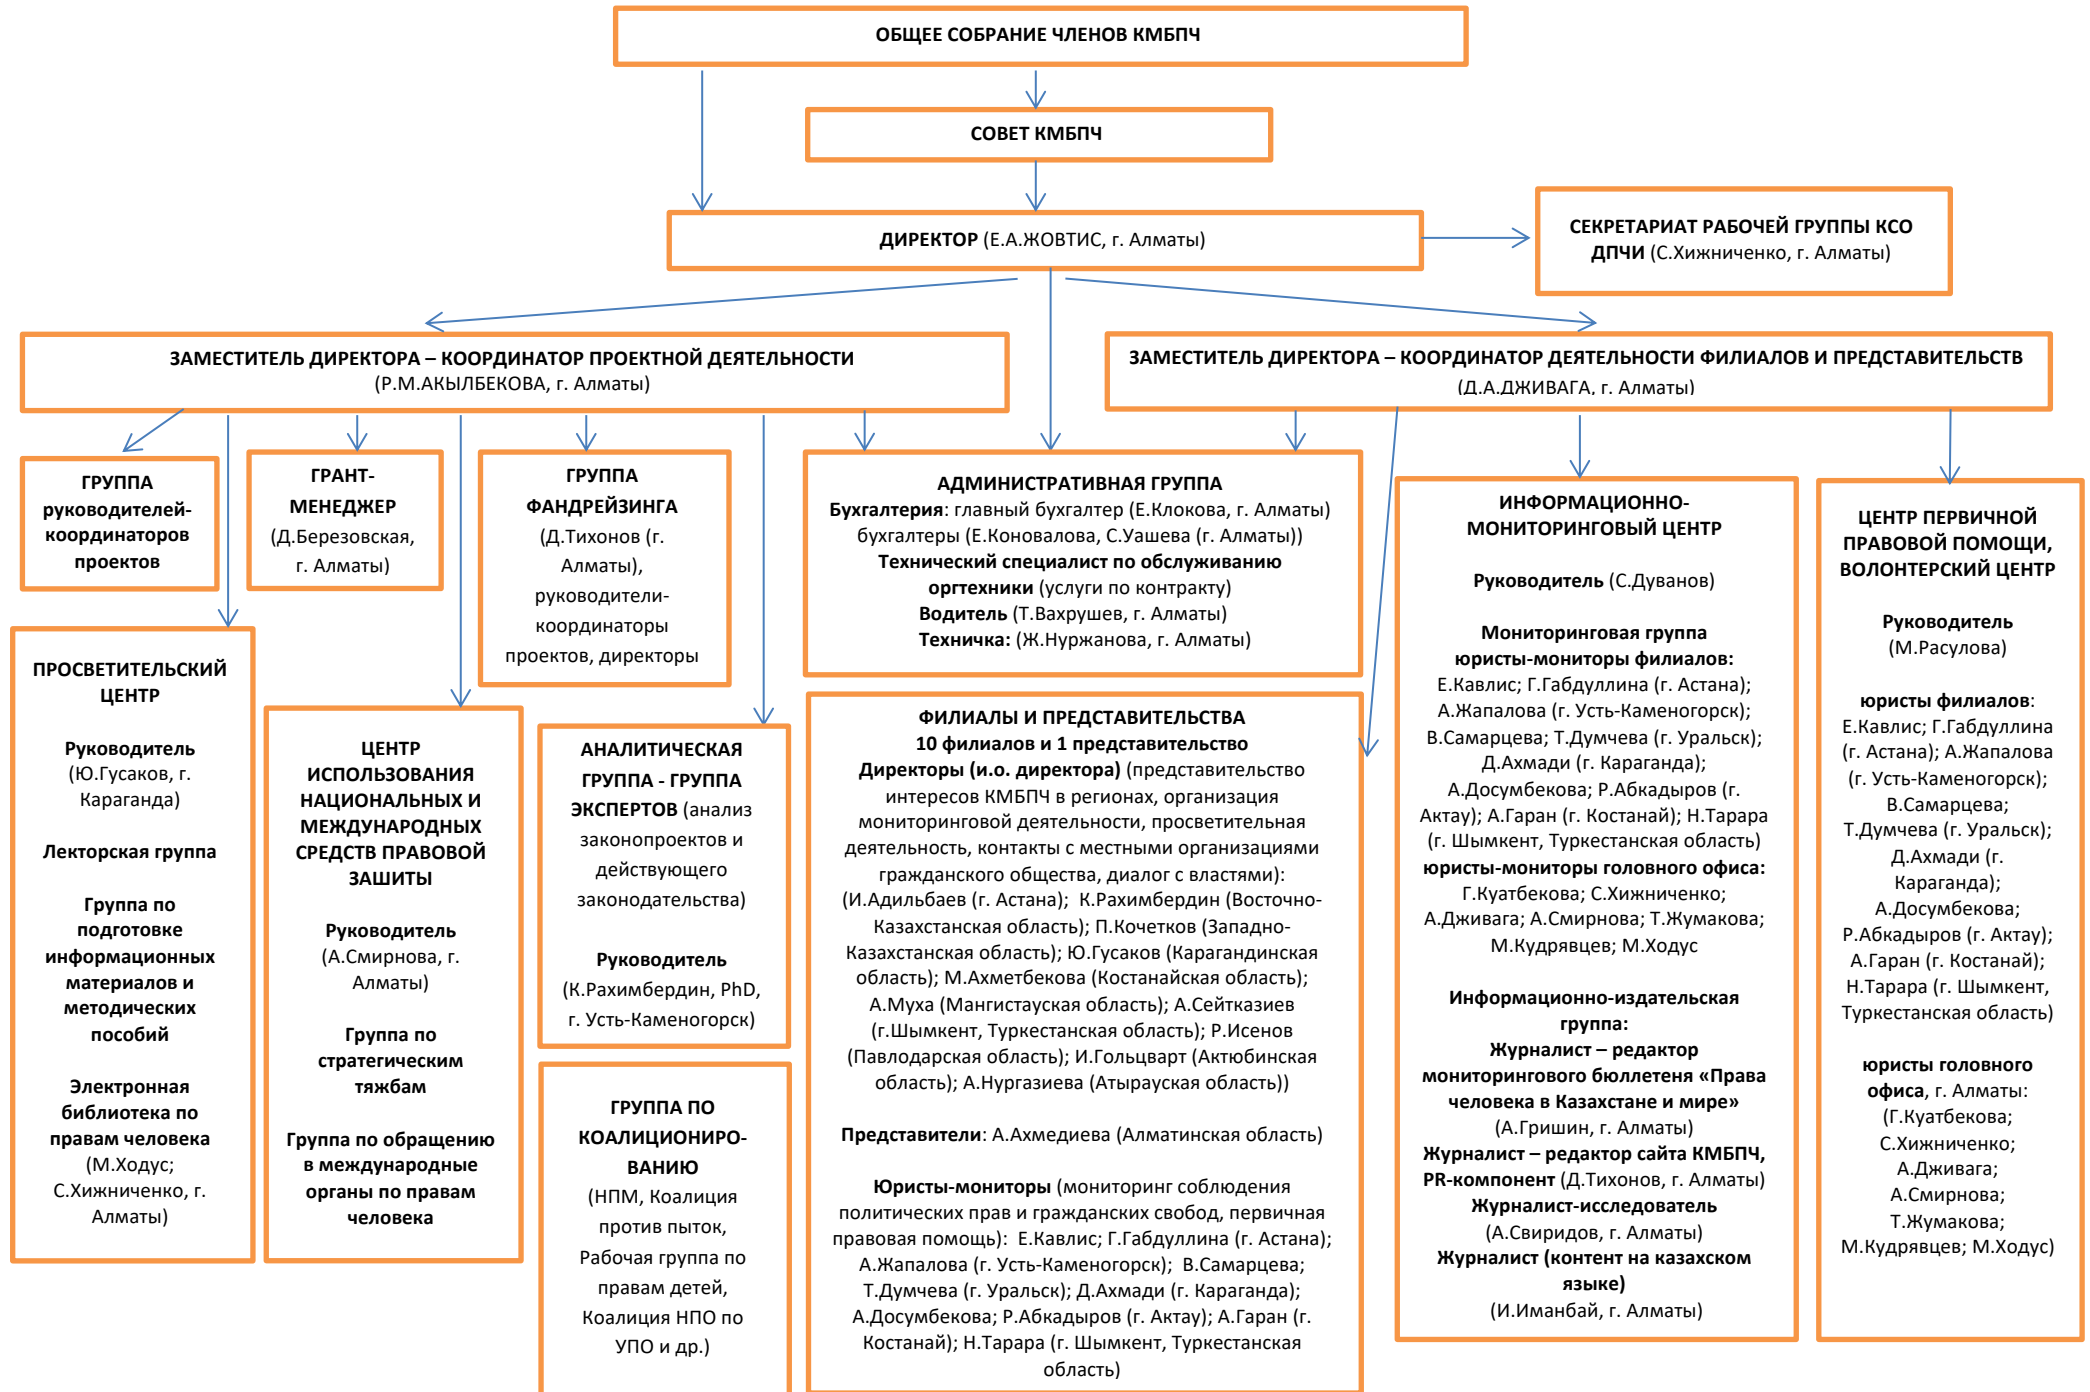 ОБЩЕЕ СОБРАНИЕ ЧЛЕНОВ КМБПЧ
СОВЕТ КМБПЧ
ДИРЕКТОР (Е.А.ЖОВТИС, г. Алматы)
СЕКРЕТАРИАТ РАБОЧЕЙ ГРУППЫ КСО
ДПЧИ (С.Хижниченко, г. Алматы)
ЗАМЕСТИТЕЛЬ ДИРЕКТОРА – КООРДИНАТОР ПРОЕКТНОЙ ДЕЯТЕЛЬНОСТИ
(Р.М.АКЫЛБЕКОВА, г. Алматы)
ЗАМЕСТИТЕЛЬ ДИРЕКТОРА – КООРДИНАТОР ДЕЯТЕЛЬНОСТИ ФИЛИАЛОВ И ПРЕДСТАВИТЕЛЬСТВ
(Д.А.ДЖИВАГА, г. Алматы)
ГРУППА
руководителей-
координаторов
проектов
ГРАНТ-
МЕНЕДЖЕР
(Д.Березовская,
г. Алматы)
ГРУППА
ФАНДРЕЙЗИНГА
(Д.Тихонов (г.
Алматы),
руководители-
координаторы
проектов, директоры
АДМИНИСТРАТИВНАЯ ГРУППА
Бухгалтерия: главный бухгалтер (Е.Клокова, г. Алматы)
бухгалтеры (Е.Коновалова, С.Уашева (г. Алматы))
Технический специалист по обслуживанию
оргтехники (услуги по контракту)
Водитель (Т.Вахрушев, г. Алматы)
Техничка: (Ж.Нуржанова, г. Алматы)
ИНФОРМАЦИОННО-
МОНИТОРИНГОВЫЙ ЦЕНТР
Руководитель (С.Дуванов)
Мониторинговая группа
юристы-мониторы филиалов:
Е.Кавлис; Г.Габдуллина (г. Астана);
А.Жапалова (г. Усть-Каменогорск);
В.Самарцева; Т.Думчева (г. Уральск);
Д.Ахмади (г. Караганда);
А.Досумбекова; Р.Абкадыров (г.
Актау); А.Гаран (г. Костанай); Н.Тарара
(г. Шымкент, Туркестанская область)
юристы-мониторы головного офиса:
Г.Куатбекова; С.Хижниченко;
А.Дживага; А.Смирнова; Т.Жумакова;
М.Кудрявцев; М.Ходус
Информационно-издательская
группа:
Журналист – редактор
мониторингового бюллетеня «Права
человека в Казахстане и мире»
(А.Гришин, г. Алматы)
Журналист – редактор сайта КМБПЧ,
PR-компонент (Д.Тихонов, г. Алматы)
Журналист-исследователь
(А.Свиридов, г. Алматы)
Журналист (контент на казахском
языке)
(И.Иманбай, г. Алматы)
ЦЕНТР ПЕРВИЧНОЙ
ПРАВОВОЙ ПОМОЩИ,
ВОЛОНТЕРСКИЙ ЦЕНТР
Руководитель
(М.Расулова)
юристы филиалов:
Е.Кавлис; Г.Габдуллина
(г. Астана); А.Жапалова
(г. Усть-Каменогорск);
В.Самарцева;
Т.Думчева (г. Уральск);
Д.Ахмади (г.
Караганда);
А.Досумбекова;
Р.Абкадыров (г. Актау);
А.Гаран (г. Костанай);
Н.Тарара (г. Шымкент,
Туркестанская область)
юристы головного
офиса, г. Алматы:
(Г.Куатбекова;
С.Хижниченко;
А.Дживага;
А.Смирнова;
Т.Жумакова;
М.Кудрявцев; М.Ходус)
ПРОСВЕТИТЕЛЬСКИЙ
ЦЕНТР
Руководитель
(Ю.Гусаков, г.
Караганда)
Лекторская группа
Группа по
подготовке
информационных
материалов и
методических
пособий
Электронная
библиотека по
правам человека
(М.Ходус;
С.Хижниченко, г.
Алматы)
ЦЕНТР
ИСПОЛЬЗОВАНИЯ
НАЦИОНАЛЬНЫХ И
МЕЖДУНАРОДНЫХ
СРЕДСТВ ПРАВОВОЙ
ЗАШИТЫ
Руководитель
(А.Смирнова, г.
Алматы)
Группа по
стратегическим
тяжбам
Группа по обращению
в международные
органы по правам
человека
АНАЛИТИЧЕСКАЯ
ГРУППА - ГРУППА
ЭКСПЕРТОВ (анализ
законопроектов и
действующего
законодательства)
Руководитель
(К.Рахимбердин, PhD,
г. Усть-Каменогорск)
ГРУППА ПО
КОАЛИЦИОНИРО-
ВАНИЮ
(НПМ, Коалиция
против пыток,
Рабочая группа по
правам детей,
Коалиция НПО по
УПО и др.)
ФИЛИАЛЫ И ПРЕДСТАВИТЕЛЬСТВА
10 филиалов и 1 представительство
Директоры (и.о. директора) (представительство
интересов КМБПЧ в регионах, организация
мониторинговой деятельности, просветительная
деятельность, контакты с местными организациями
гражданского общества, диалог с властями):
(И.Адильбаев (г. Астана); К.Рахимбердин (Восточно-
Казахстанская область); П.Кочетков (Западно-
Казахстанская область); Ю.Гусаков (Карагандинская
область); М.Ахметбекова (Костанайская область);
А.Муха (Мангистауская область); А.Сейтказиев
(г.Шымкент, Туркестанская область); Р.Исенов
(Павлодарская область); И.Гольцварт (Актюбинская
область); А.Нургазиева (Атырауская область))
Представители: А.Ахмедиева (Алматинская область)
Юристы-мониторы (мониторинг соблюдения
политических прав и гражданских свобод, первичная
правовая помощь): Е.Кавлис; Г.Габдуллина (г. Астана);
А.Жапалова (г. Усть-Каменогорск); В.Самарцева;
Т.Думчева (г. Уральск); Д.Ахмади (г. Караганда);
А.Досумбекова; Р.Абкадыров (г. Актау); А.Гаран (г.
Костанай); Н.Тарара (г. Шымкент, Туркестанская
область)